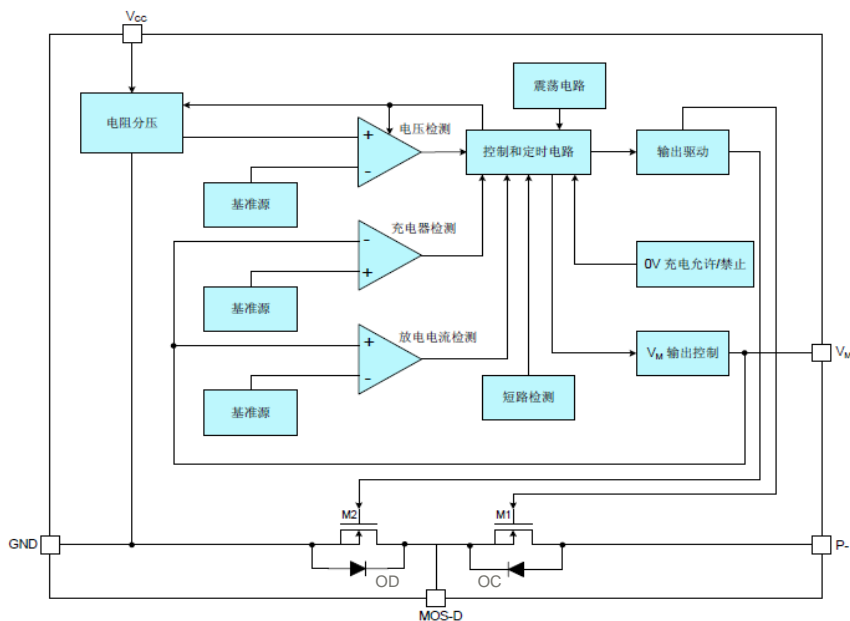 Vcc
震荡电路
电阻分压
+
电压检测
-
控制和定时电路
输出驱动
基准源
充电器检测
-
+
0V 充电允许/禁止
基准源
放电电流检测
+
-
VM 输出控制
VM
基准源
短路检测
M2
M1
GND
P-
OD
OC
MOS-D